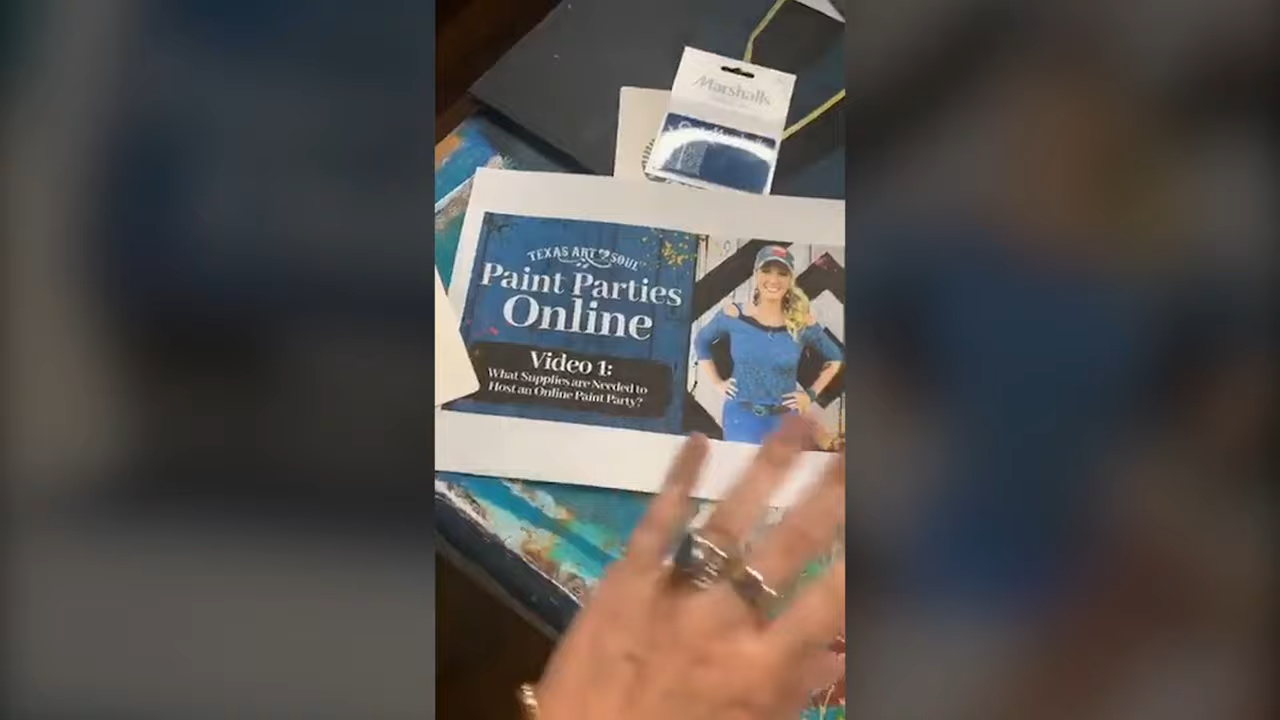 Marshalls
TEXAS ART SOUL
Paint Parties
Online
Video 1:
What Supplies are Needed to
Host an Online Paint Party?